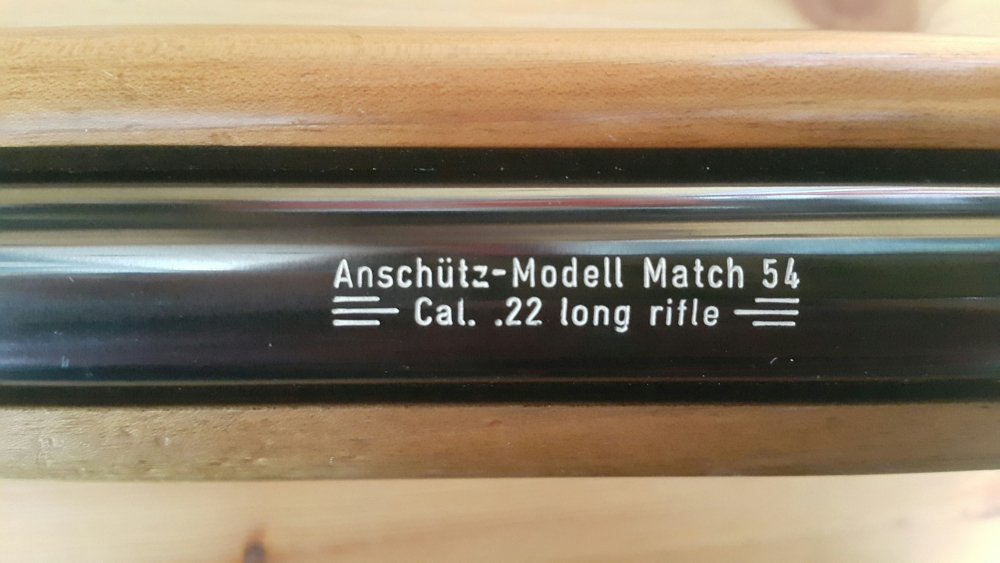 Anschütz-Modell Match 54
Cal. .22 long rifle